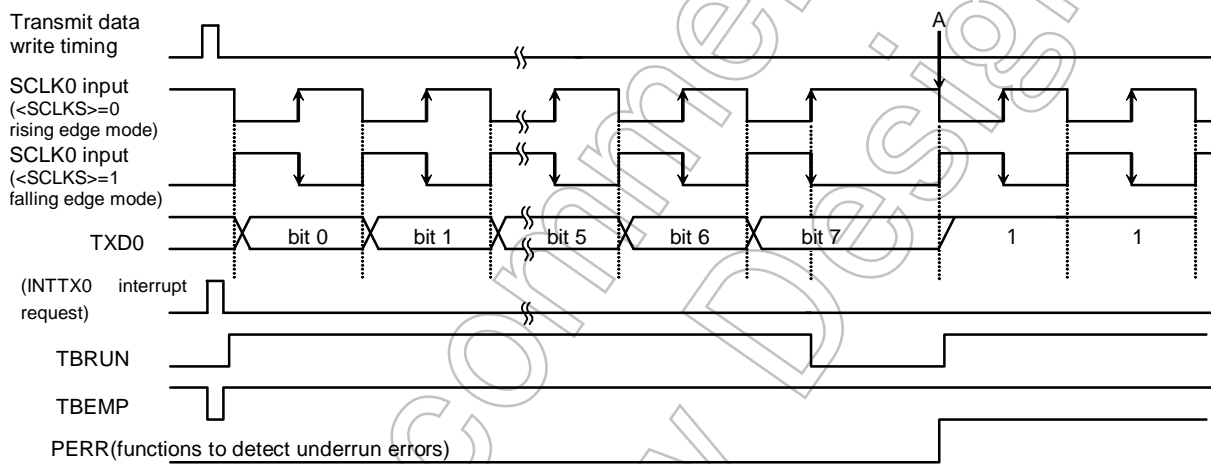 Transmit data
write timing
A
SCLK0 input
(<SCLKS>=0
rising edge mode)
SCLK0 input
(<SCLKS>=1
falling edge mode)
TXD0 bit 0 bit 1 bit 5 bit 6 bit 7 1 1
(INTTX0 interrupt
request)
TBRUN
TBEMP
PERR(functions to detect underrun errors)